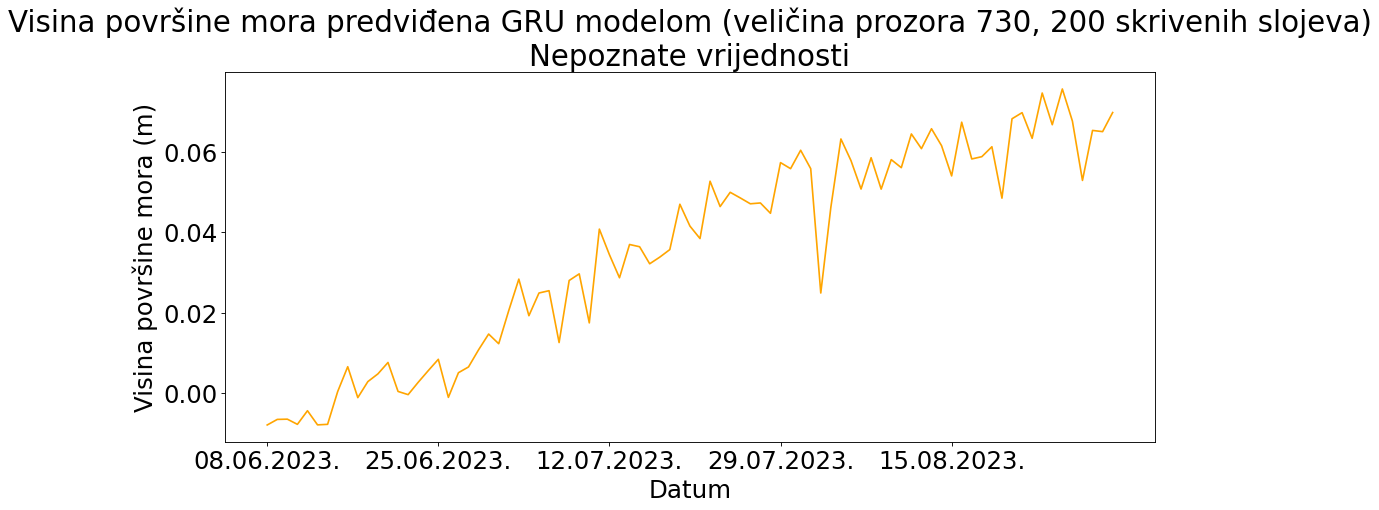 Visina površine mora predviđena GRU modelom (veličina prozora 730, 200 skrivenih slojeva)
Nepoznate vrijednosti
Visina površine mora (m)
0.06
0.04
0.02
0.00
08.06.2023.
25.06.2023.
12.07.2023.
29.07.2023.
15.08.2023.
Datum